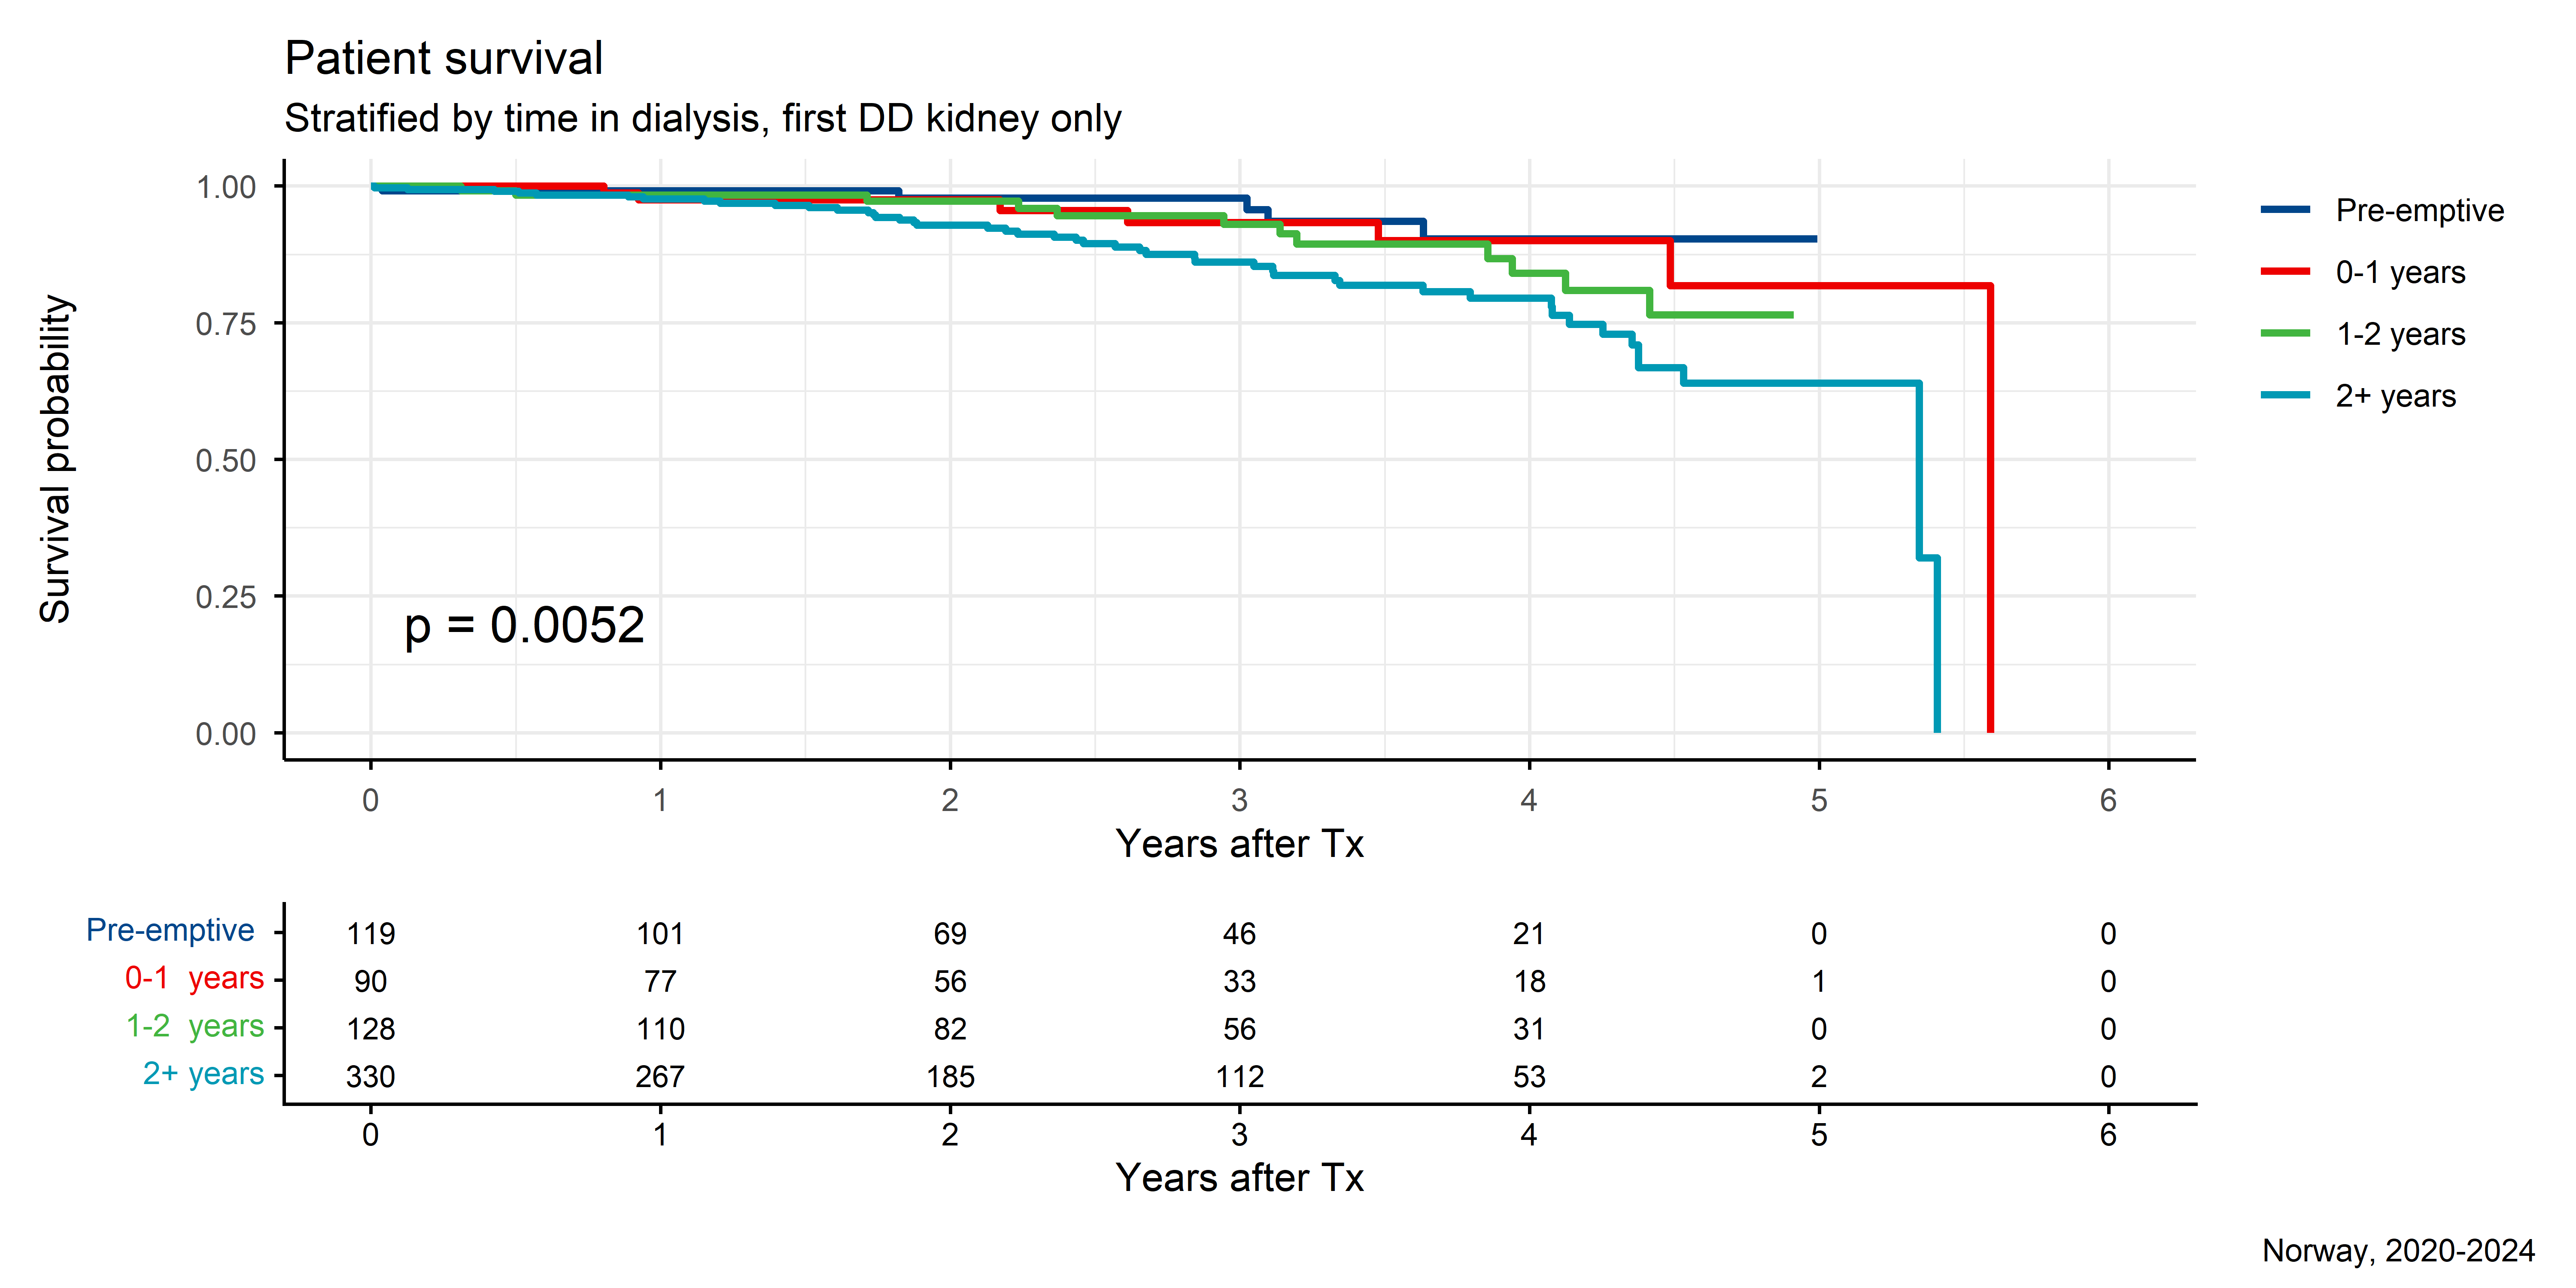 Patient survival
Stratified by time in dialysis, first DD kidney only
Survival probability
1.00
0.75
0.50
0.25
0.00
p = 0.0052
0 1 2 3 4 5 6
Years after Tx
Pre-emptive
0-1 years
1-2 years
2+ years
Pre-emptive 119 101 69 46 21 0 0
0-1 years 90 77 56 33 18 1 0
1-2 years 128 110 82 56 31 0 0
2+ years 330 267 185 112 53 2 0
0 1 2 3 4 5 6
Years after Tx
Norway, 2020-2024